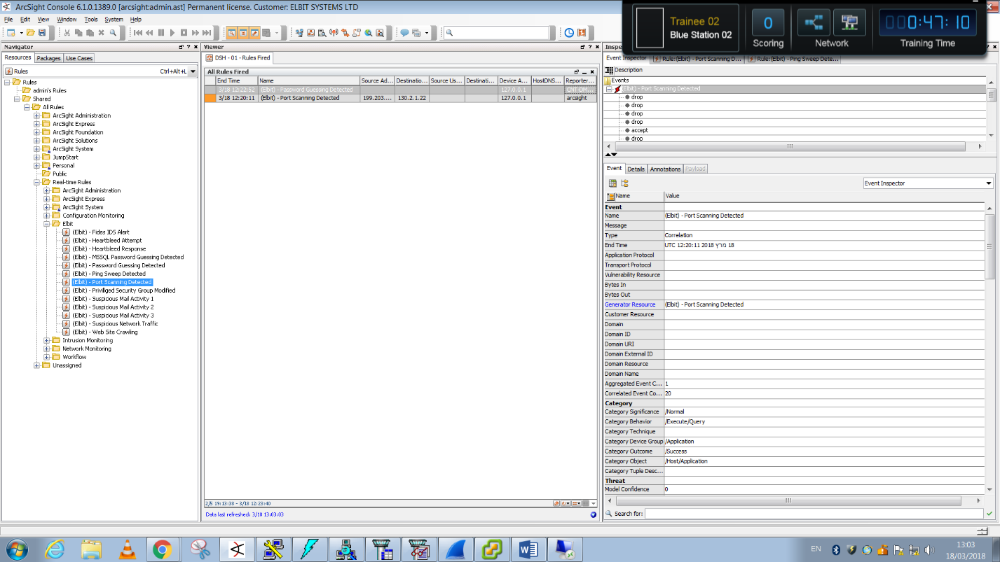 ArcSight Console 6.1.0.1389.0 [arcsight:admin.ast] Permanent license. Customer: ELBIT SYSTEMS LTD
File Edit View Window Tools System Help
Trainee 02
Blue Station 02
0
Scoring
Network
0:47:10
Training Time
Navigator
Resources Packages Use Cases
Rules Ctrl+Alt+L
Rules
admin's Rules
Shared
All Rules
ArcSight Administration
ArcSight Express
ArcSight Foundation
ArcSight Solutions
ArcSight System
JumpStart
Personal
Public
Real-time Rules
ArcSight Administration
ArcSight Express
ArcSight System
Configuration Monitoring
Elbit
(Elbit) - Fides IDS Alert
(Elbit) - Heartbleed Attempt
(Elbit) - Heartbleed Response
(Elbit) - MSSQL Password Guessing Detected
(Elbit) - Password Guessing Detected
(Elbit) - Ping Sweep Detected
(Elbit) - Port Scanning Detected
(Elbit) - Priviliged Security Group Modified
(Elbit) - Suspicious Mail Activity 1
(Elbit) - Suspicious Mail Activity 2
(Elbit) - Suspicious Mail Activity 3
(Elbit) - Suspicious Network Traffic
(Elbit) - Web Site Crawling
Intrusion Monitoring
Network Monitoring
Workflow
Unassigned
Viewer
DSH - 01 - Rules Fired
All Rules Fired
End Time Name Source Ad... Destinatio... Source Us... Destinati... Device A... HostDNS... Reporter...
3/18 12:22:52 (Elbit) - Password Guessing Detected 127.0.0.1 CNT-DM...
3/18 12:20:11 (Elbit) - Port Scanning Detected 199.203.... 130.2.1.22 127.0.0.1 arcsight
2/5 19:13:38 - 3/18 12:23:40
Data last refreshed: 3/18 13:03:03
Event Inspector Rule:(Elbit) - Port Scanning D... Rule:(Elbit) - Ping Sweep Dete...
Description
Events
(Elbit) - Port Scanning Detected
drop
drop
drop
drop
accept
drop
Event Details Annotations Payload
Event Inspector
Name Value
Event
Name (Elbit) - Port Scanning Detected
Message
Type Correlation
End Time UTC 12:20:11 2018 מרץ 18
Application Protocol
Transport Protocol
Vulnerability Resource
Bytes In
Bytes Out
Generator Resource (Elbit) - Port Scanning Detected
Customer Resource
Domain
Domain ID
Domain URI
Domain External ID
Domain Resource
Domain Name
Aggregated Event C... 1
Correlated Event Co... 20
Category
Category Significance /Normal
Category Behavior /Execute/Query
Category Technique
Category Device Group /Application
Category Outcome /Success
Category Object /Host/Application
Category Tuple Desc...
Threat
Model Confidence 0
Search for:
EN
13:03
18/03/2018